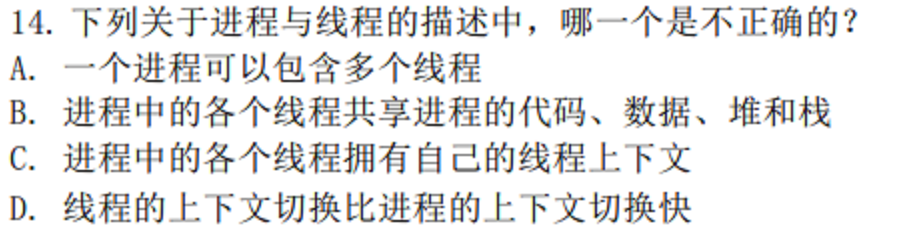 14. 下列关于进程与线程的描述中，哪一个是不正确的？
A. 一个进程可以包含多个线程
B. 进程中的各个线程共享进程的代码、数据、堆和栈
C. 进程中的各个线程拥有自己的线程上下文
D. 线程的上下文切换比进程的上下文切换快